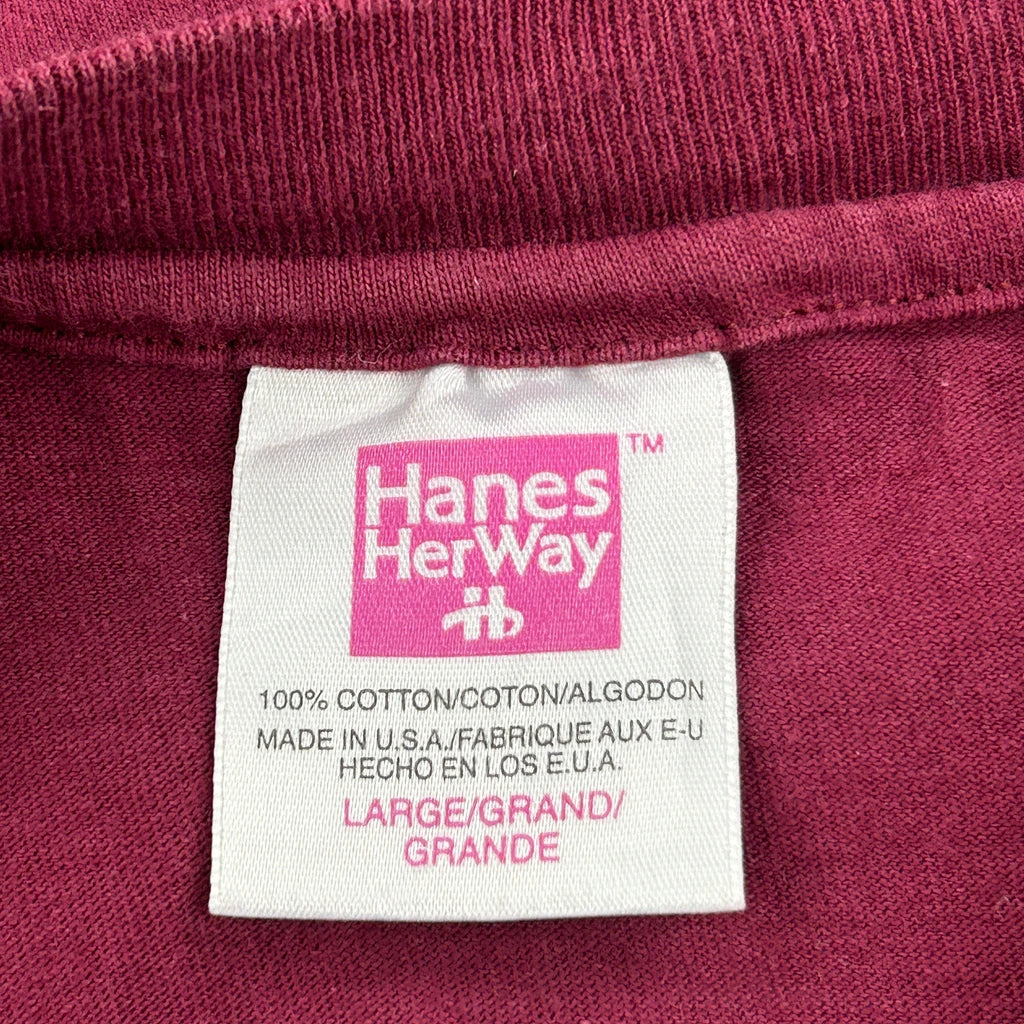 Hanes TM
HerWay
100% COTTON/COTON/ALGODON
MADE IN U.S.A./FABRIQUE AUX E-U
HECHO EN LOS E.U.A.
LARGE/GRAND/
GRANDE